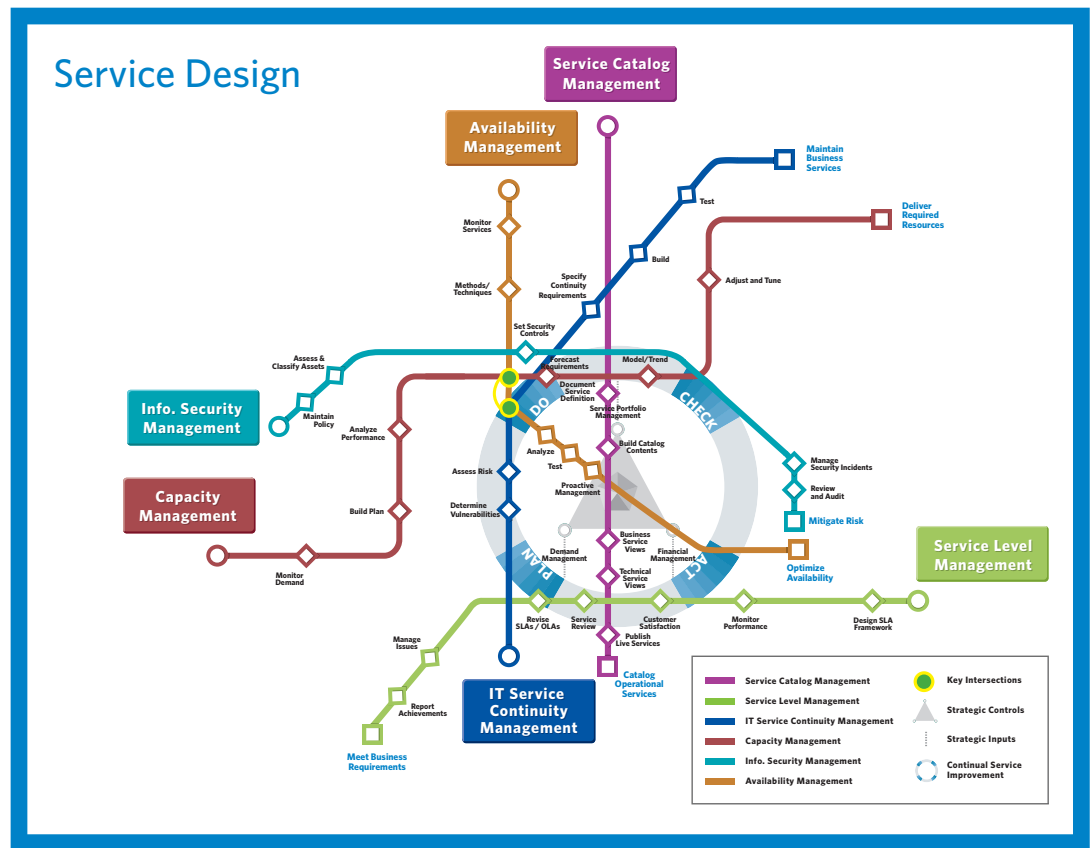 Service Design
Service Catalog
Management
Availability
Management
Maintain
Business
Services
Test
Deliver
Required
Resources
Monitor
Services
Build
Specify
Continuity
Requirements
Adjust and Tune
Methods/
Techniques
Set Security
Controls
Assess &
Classify Assets
Forecast
Requirements
Model/Trend
Document
Service
Definition
DO
CHECK
Service Portfolio
Management
Info. Security
Management
Maintain
Policy
Analyze
Performance
Build Catalog
Contents
Analyze
Test
Proactive
Management
Assess Risk
Manage
Security Incidents
Review
and Audit
Mitigate Risk
Capacity
Management
Build Plan
Determine
Vulnerabilities
Business
Service
Views
Demand
Management
Financial
Management
PLAN
ACT
Optimize
Availability
Service Level
Management
Monitor
Demand
Technical
Service
Views
Revise
SLAs / OLAs
Service
Review
Customer
Satisfaction
Monitor
Performance
Design SLA
Framework
Publish
Live Services
Manage
Issues
Catalog
Operational
Services
Report
Achievements
IT Service
Continuity
Management
Meet Business
Requirements
Service Catalog Management
Service Level Management
IT Service Continuity Management
Capacity Management
Info. Security Management
Availability Management
Key Intersections
Strategic Controls
Strategic Inputs
Continual Service
Improvement